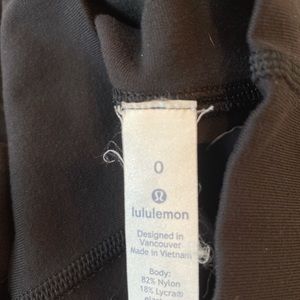 0
lululemon
Designed in
Vancouver
Made in Vietnam
Body:
82% Nylon
18% Lycra®